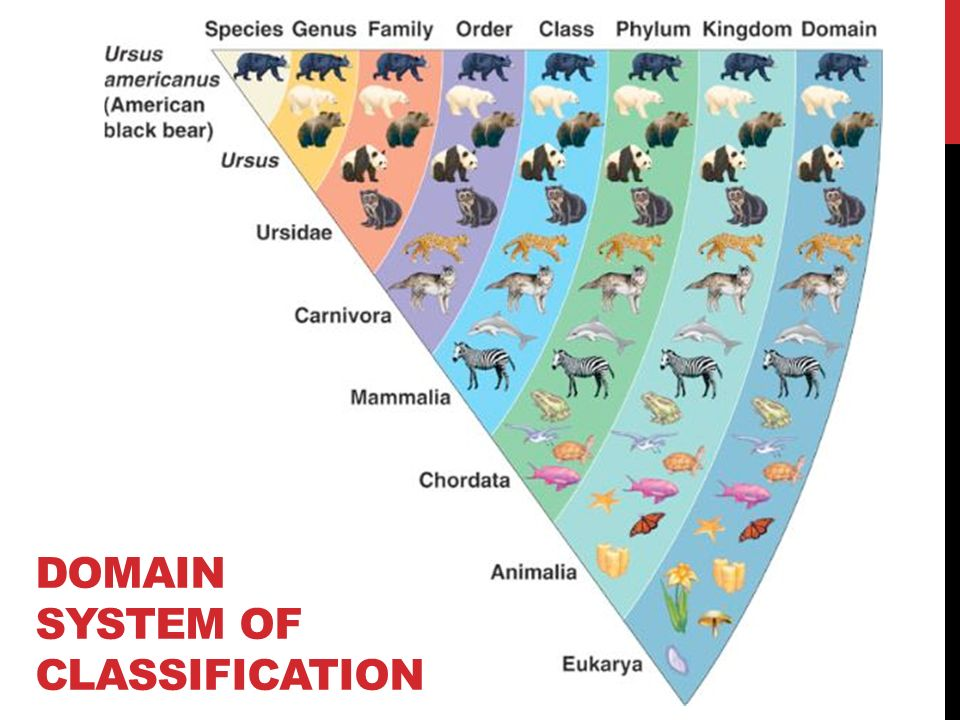 Species Genus Family Order Class Phylum Kingdom Domain
Ursus
americanus
(American
black bear)
Ursus
Ursidae
Carnivora
Mammalia
Chordata
Animalia
Eukarya
DOMAIN
SYSTEM OF
CLASSIFICATION